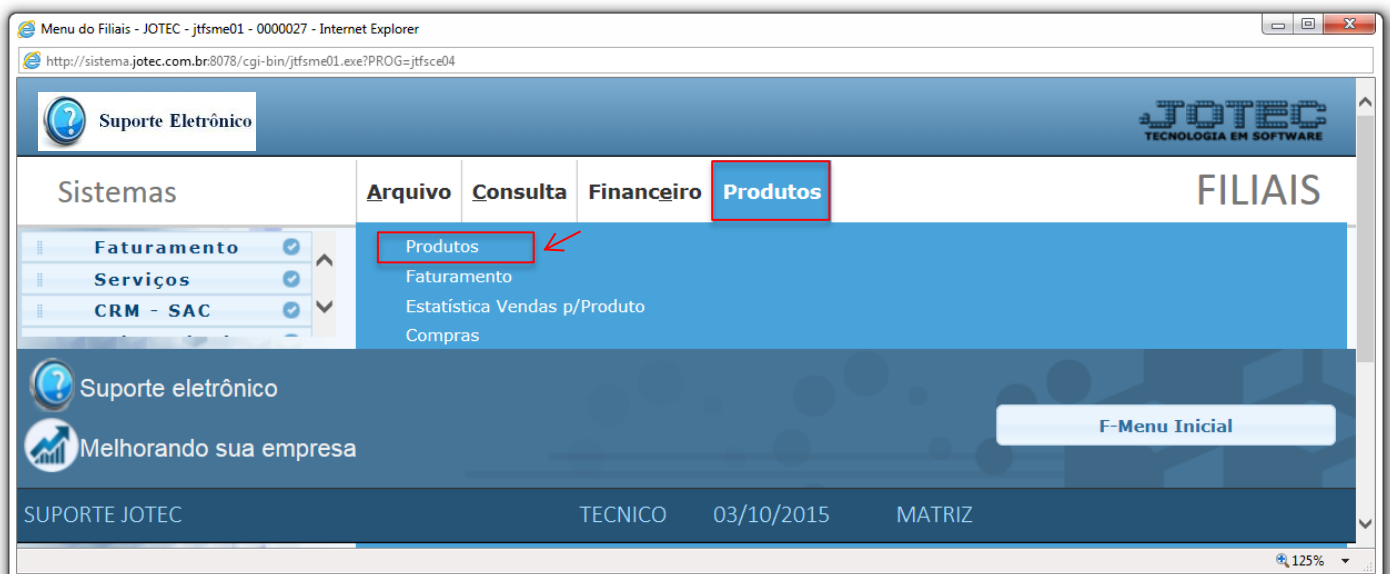 Menu do Filiais - JOTEC - jtfsme01 - 0000027 - Internet Explorer
http://sistema.jotec.com.br:8078/cgi-bin/jtfsme01.exe?PROG=jtfsce04
Suporte Eletrônico
JOTEC
TECNOLOGIA EM SOFTWARE
Sistemas
Arquivo Consulta Financeiro Produtos
FILIAIS
Faturamento
Serviços
CRM - SAC
Produtos
Faturamento
Estatística Vendas p/Produto
Compras
Suporte eletrônico
Melhorando sua empresa
F-Menu Inicial
SUPORTE JOTEC TECNICO 03/10/2015 MATRIZ
125%